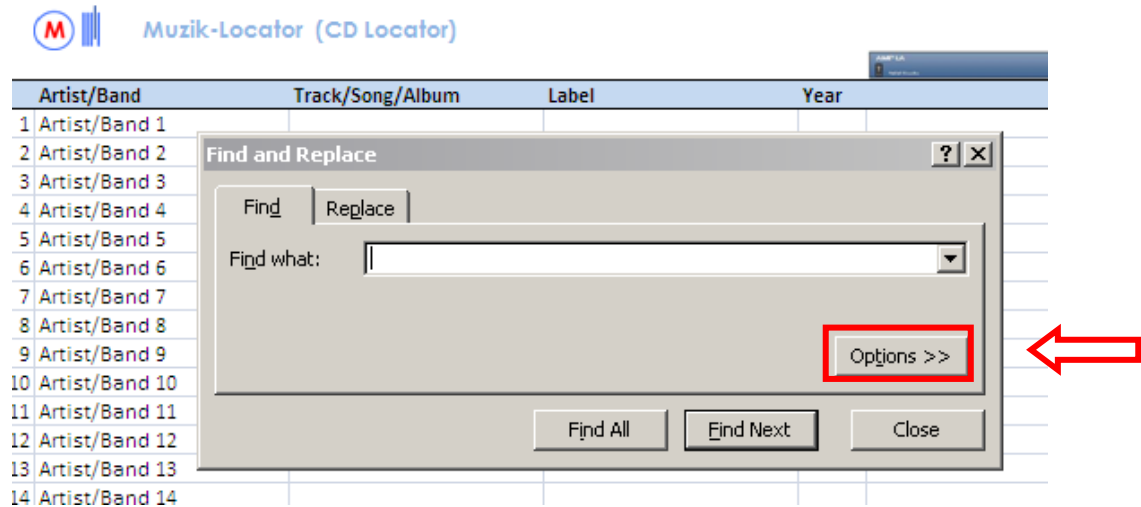 M Muzik-Locator (CD Locator)
AMPLA
Artist/Band Track/Song/Album Label Year
1 Artist/Band 1
2 Artist/Band 2
3 Artist/Band 3
4 Artist/Band 4
5 Artist/Band 5
6 Artist/Band 6
7 Artist/Band 7
8 Artist/Band 8
9 Artist/Band 9
10 Artist/Band 10
11 Artist/Band 11
12 Artist/Band 12
13 Artist/Band 13
14 Artist/Band 14
Find and Replace
Find Replace
Find what:
Options >>
Find All Find Next Close